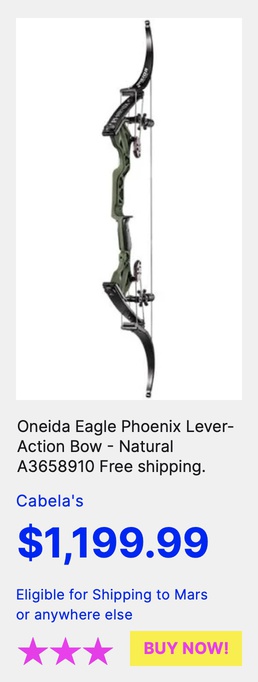 Oneida Eagle Phoenix Lever-
Action Bow - Natural
A3658910 Free shipping.
Cabela's
$1,199.99
Eligible for Shipping to Mars
or anywhere else
BUY NOW!